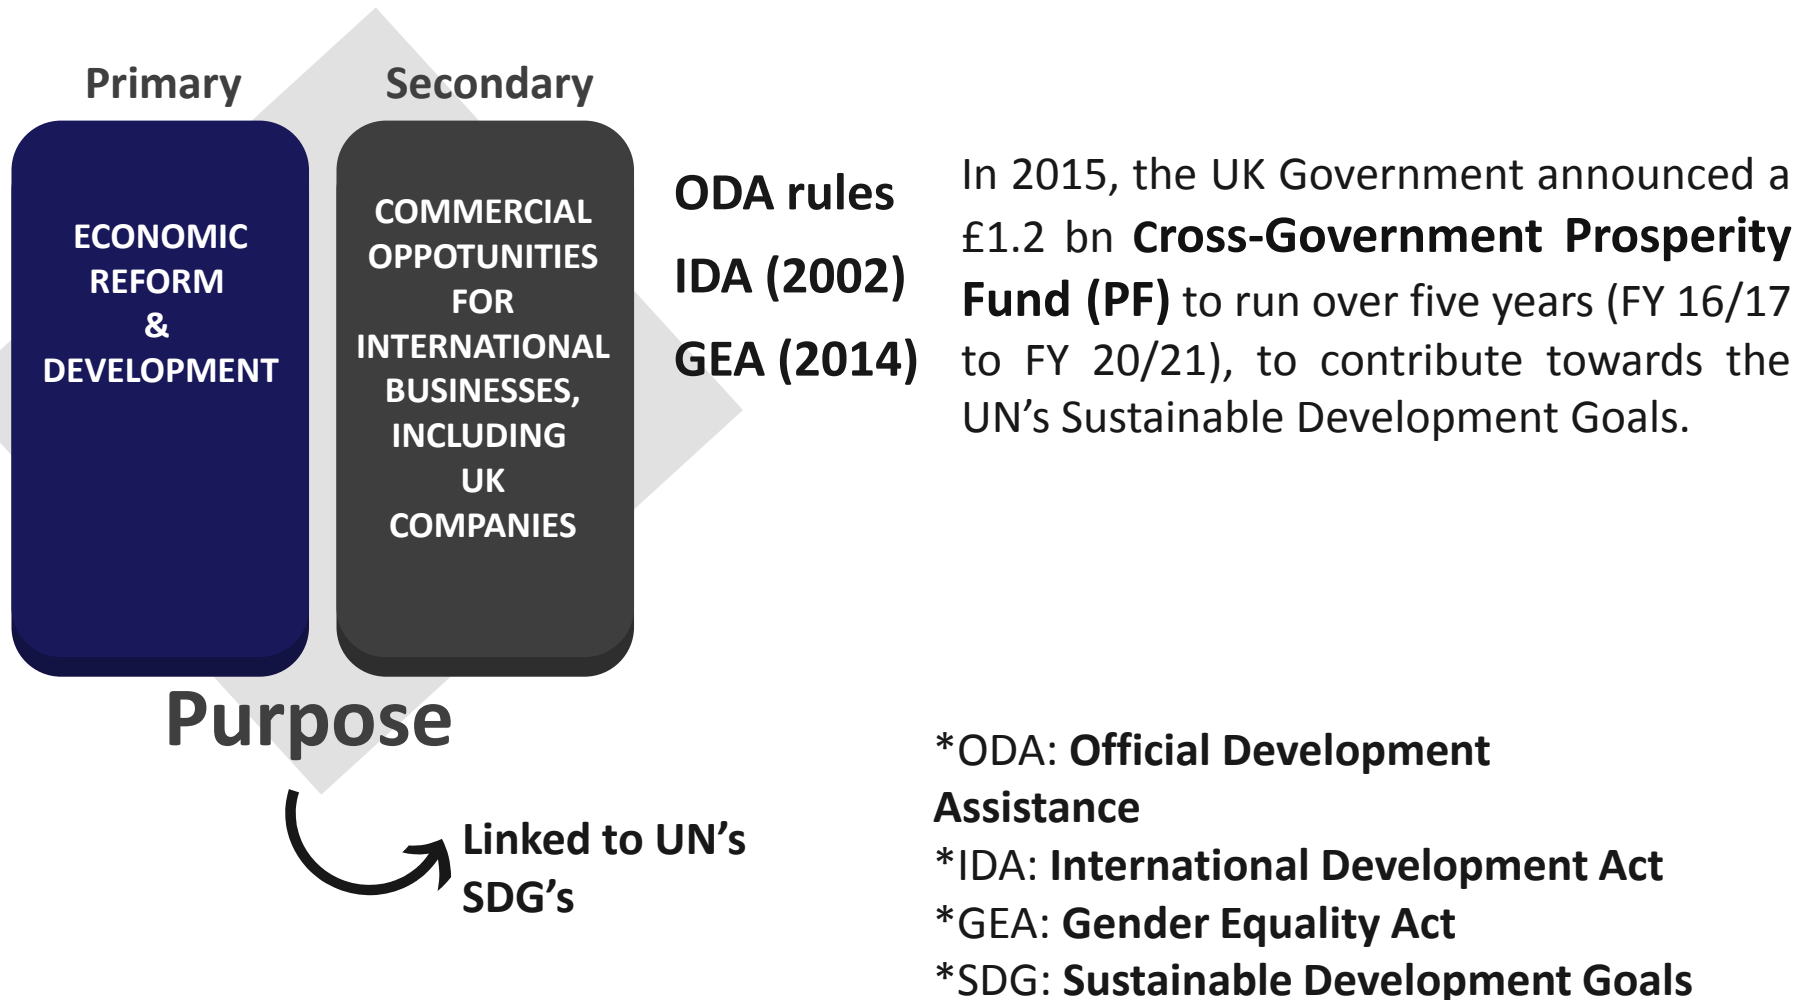 Primary
Secondary
ECONOMIC
REFORM
&
DEVELOPMENT
COMMERCIAL
OPPOTUNITIES
FOR
INTERNATIONAL
BUSINESSES,
INCLUDING
UK
COMPANIES
Purpose
Linked to UN’s
SDG’s
ODA rules
IDA (2002)
GEA (2014)
In 2015, the UK Government announced a
£1.2 bn Cross-Government Prosperity
Fund (PF) to run over five years (FY 16/17
to FY 20/21), to contribute towards the
UN’s Sustainable Development Goals.
*ODA: Official Development
Assistance
*IDA: International Development Act
*GEA: Gender Equality Act
*SDG: Sustainable Development Goals